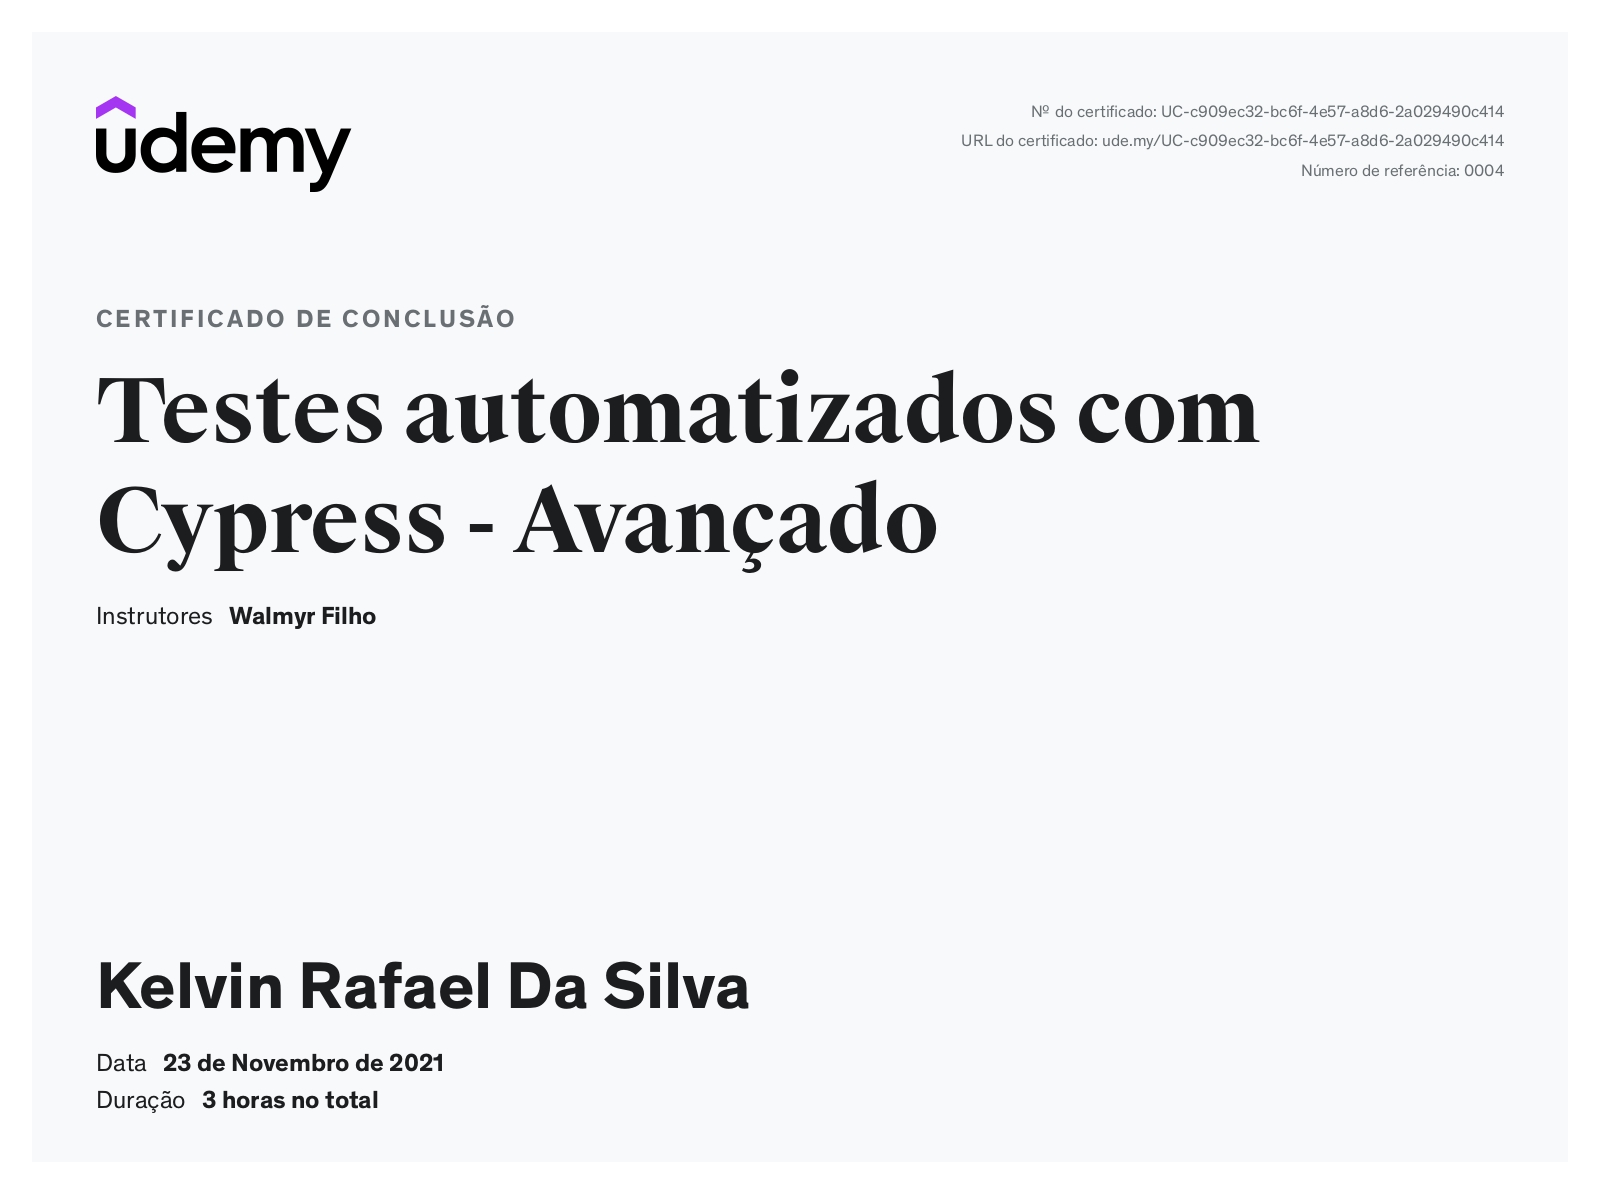 udemy
Nº do certificado: UC-c909ec32-bc6f-4e57-a8d6-2a029490c414
URL do certificado: ude.my/UC-c909ec32-bc6f-4e57-a8d6-2a029490c414
Número de referência: 0004
CERTIFICADO DE CONCLUSÃO
Testes automatizados com
Cypress - Avançado
Instrutores Walmyr Filho
Kelvin Rafael Da Silva
Data 23 de Novembro de 2021
Duração 3 horas no total